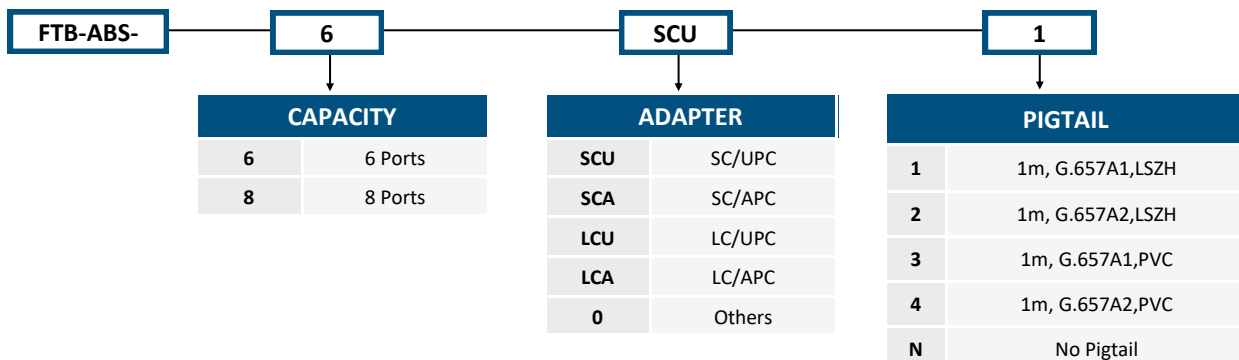 FTB-ABS- 6 SCU 1
CAPACITY
6 6 Ports
8 8 Ports
ADAPTER
SCU SC/UPC
SCA SC/APC
LCU LC/UPC
LCA LC/APC
0 Others
PIGTAIL
1 1m, G.657A1,LSZH
2 1m, G.657A2,LSZH
3 1m, G.657A1,PVC
4 1m, G.657A2,PVC
N No Pigtail